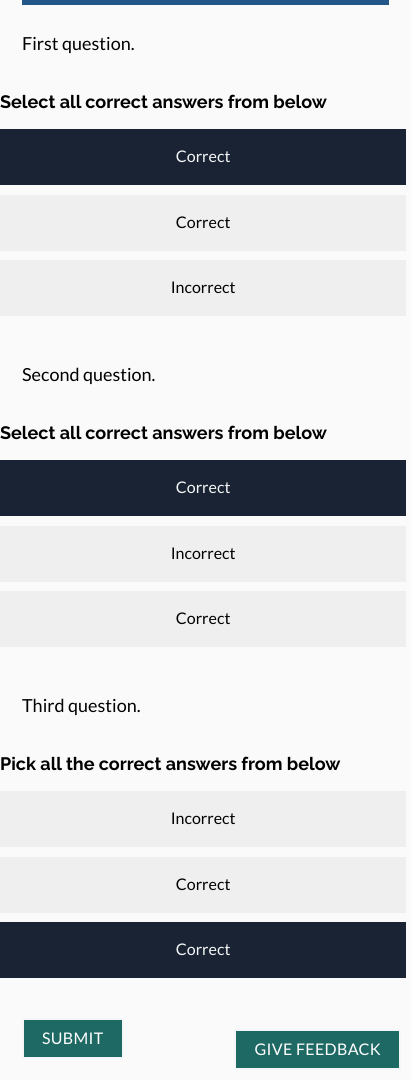 First question.
Select all correct answers from below
Correct
Correct
Incorrect
Second question.
Select all correct answers from below
Correct
Incorrect
Correct
Third question.
Pick all the correct answers from below
Incorrect
Correct
Correct
SUBMIT
GIVE FEEDBACK